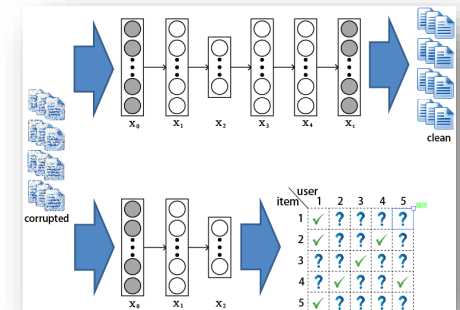 x₀ x₁ x₂ x₃ x₄ x_c
clean
corrupted
user
item 1 2 3 4 5
1 ✓ ? ? ? ?
2 ✓ ? ? ✓ ?
3 ? ? ✓ ? ?
4 ? ✓ ? ? ✓
5 ✓ ? ? ? ?
x₀ x₁ x₂